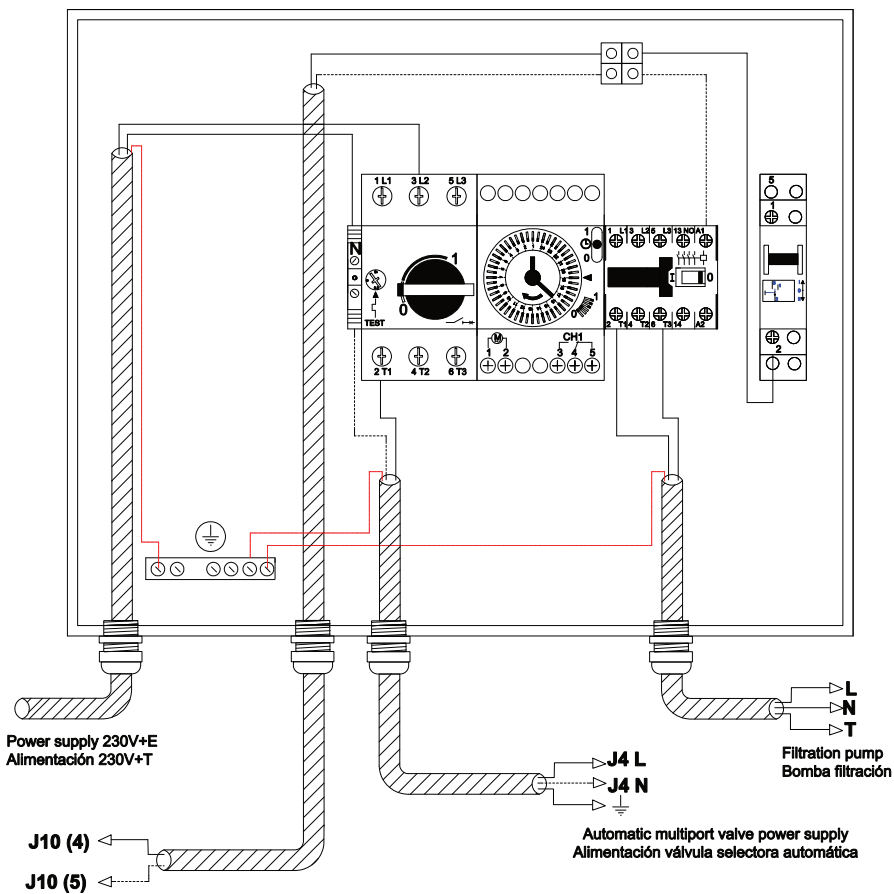 1 L1 3 L2 5 L3
N
1
0
TEST
2 T1 4 T2 6 T3
1
0
0 1
M
1 2
CH1
3 4 5
1 L1 3 L2 5 L3 13 NO A1
I 0
2 T1 4 T2 6 T3 14 A2
5
1
2
Power supply 230V+E
Alimentación 230V+T
L
N
T
Filtration pump
Bomba filtración
J4 L
J4 N
Automatic multiport valve power supply
Alimentación válvula selectora automática
J10 (4)
J10 (5)